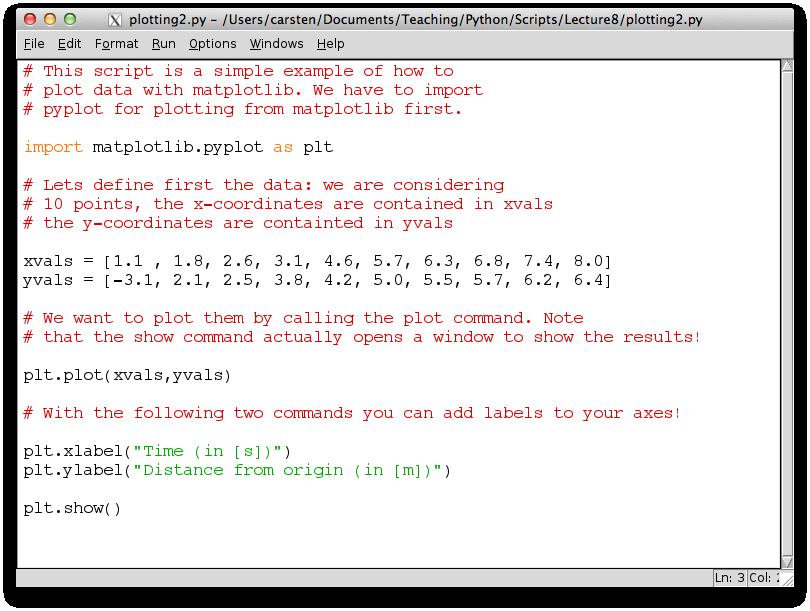 plotting2.py - /Users/carsten/Documents/Teaching/Python/Scripts/Lecture8/plotting2.py
File Edit Format Run Options Windows Help
# This script is a simple example of how to
# plot data with matplotlib. We have to import
# pyplot for plotting from matplotlib first.
import matplotlib.pyplot as plt
# Lets define first the data: we are considering
# 10 points, the x-coordinates are contained in xvals
# the y-coordinates are containted in yvals
xvals = [1.1 , 1.8, 2.6, 3.1, 4.6, 5.7, 6.3, 6.8, 7.4, 8.0]
yvals = [-3.1, 2.1, 2.5, 3.8, 4.2, 5.0, 5.5, 5.7, 6.2, 6.4]
# We want to plot them by calling the plot command. Note
# that the show command actually opens a window to show the results!
plt.plot(xvals,yvals)
# With the following two commands you can add labels to your axes!
plt.xlabel("Time (in [s])")
plt.ylabel("Distance from origin (in [m])")
plt.show()
Ln: 3 Col: